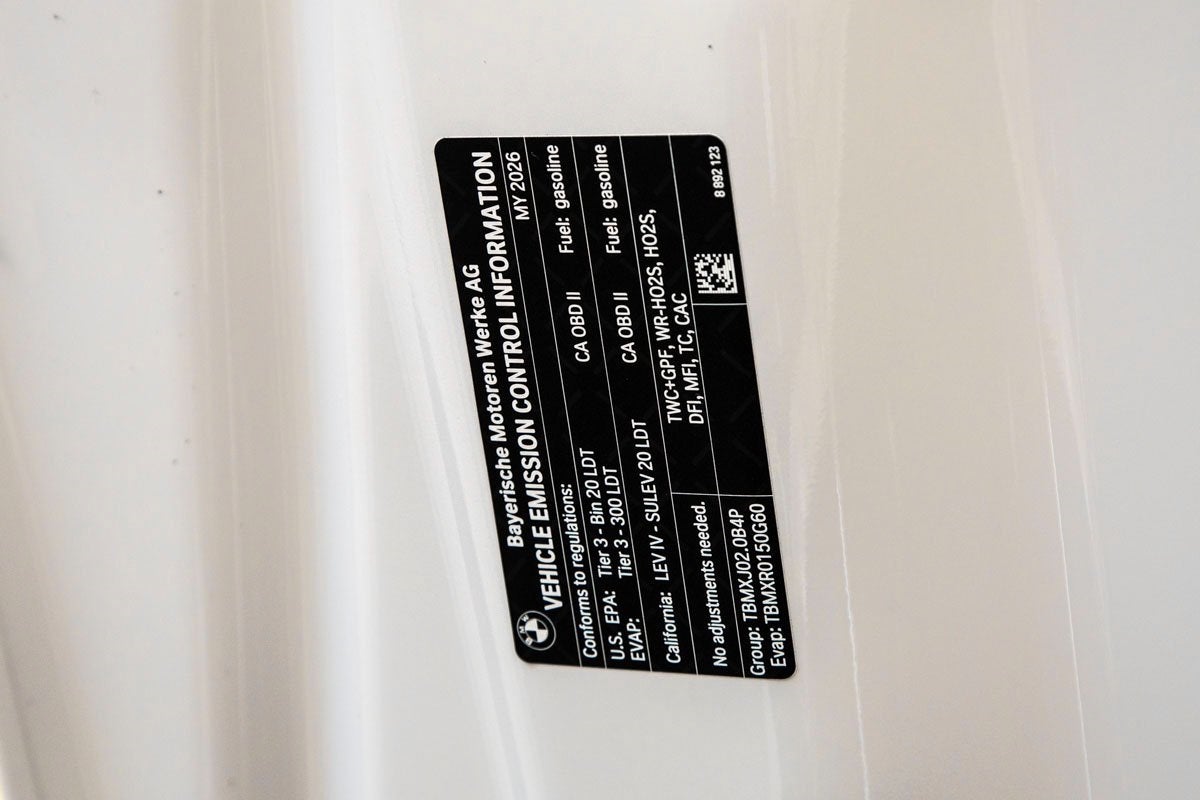 BMW
Bayerische Motoren Werke AG
VEHICLE EMISSION CONTROL INFORMATION
MY 2026
Conforms to regulations:
U.S. EPA: Tier 3 - Bin 20 LDT CA OBD II Fuel: gasoline
EVAP: Tier 3 - 300 LDT
California: LEV IV - SULEV 20 LDT CA OBD II Fuel: gasoline
No adjustments needed.
TWC+GPF, WR-HO2S, HO2S,
DFI, MFI, TC, CAC
Group: TBMXJ02.0B4P
Evap: TBMXR0150G60
8 892 123